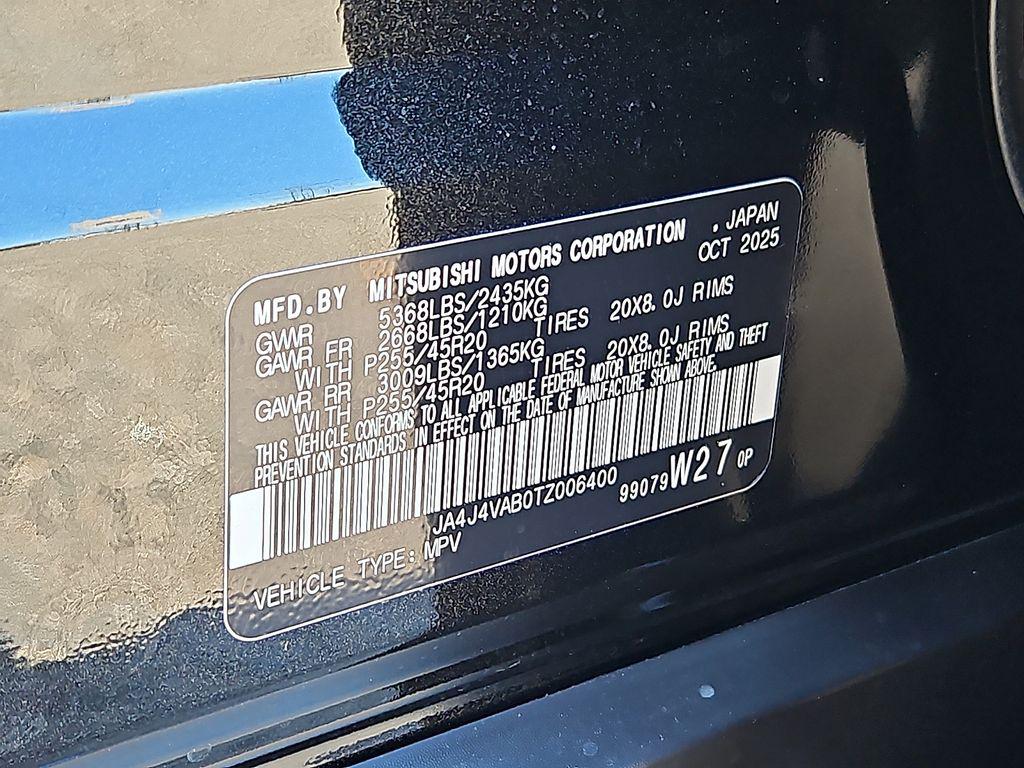 MFD.BY MITSUBISHI MOTORS CORPORATION . JAPAN
OCT 2025
GVWR 5368LBS/2435KG
GAWR FR 2668LBS/1210KG
WITH P255/45R20 TIRES 20X8.0J RIMS
GAWR RR 3009LBS/1365KG
WITH P255/45R20 TIRES 20X8.0J RIMS
THIS VEHICLE CONFORMS TO ALL APPLICABLE FEDERAL MOTOR VEHICLE SAFETY AND THEFT
PREVENTION STANDARDS IN EFFECT ON THE DATE OF MANUFACTURE SHOWN ABOVE.
JA4J4VAB0TZ006400 99079W27 0P
VEHICLE TYPE: MPV